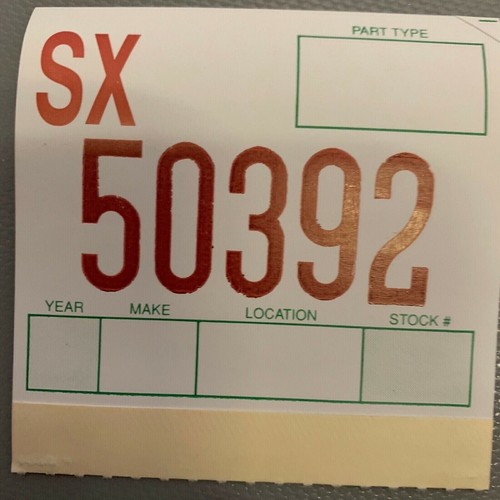 SX
PART TYPE
50392
YEAR MAKE LOCATION STOCK #